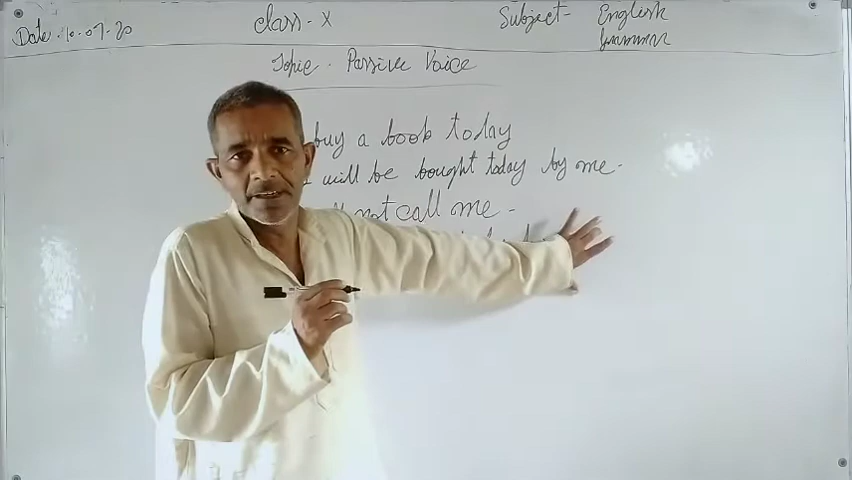 Date. 10.07.20 Class - X Subject - English
Grammar
Topic - Passive Voice
buy a book today
will be bought today by me.
not call me.